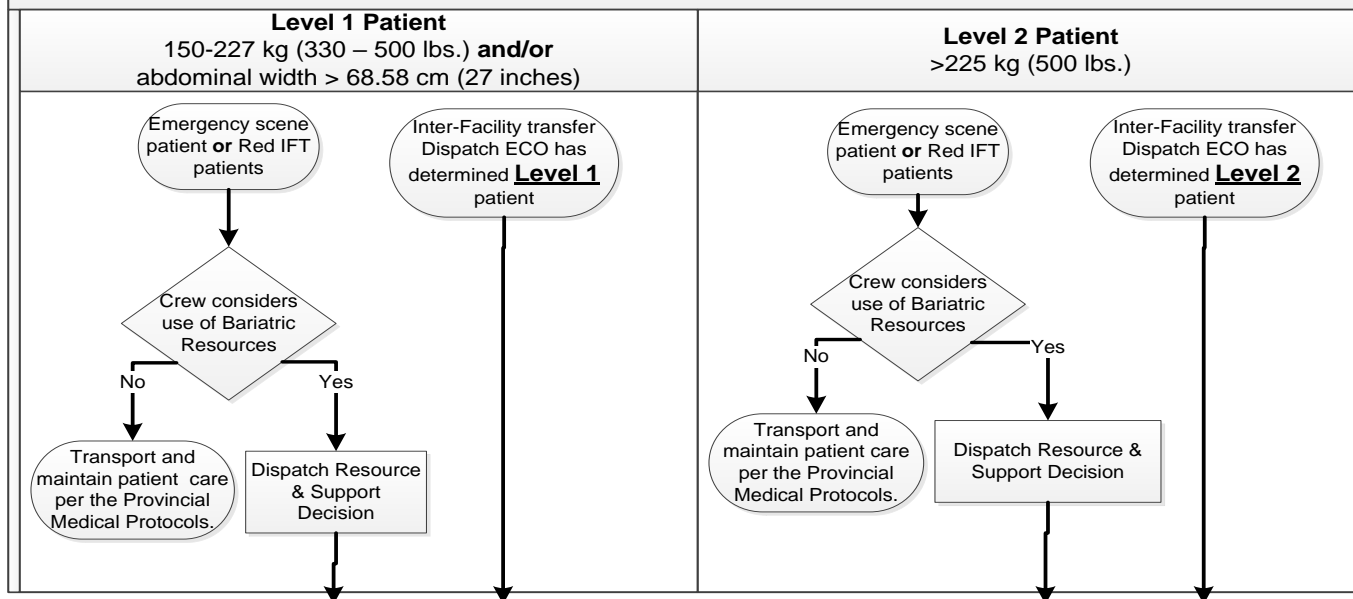 Level 1 Patient
150-227 kg (330 – 500 lbs.) and/or
abdominal width > 68.58 cm (27 inches)
Emergency scene
patient or Red IFT
patients
Inter-Facility transfer
Dispatch ECO has
determined Level 1
patient
Crew considers
use of Bariatric
Resources
No
Yes
Transport and
maintain patient care
per the Provincial
Medical Protocols.
Dispatch Resource
& Support
Decision
Level 2 Patient
>225 kg (500 lbs.)
Emergency scene
patient or Red IFT
patients
Inter-Facility transfer
Dispatch ECO has
determined Level 2
patient
Crew considers
use of Bariatric
Resources
No
Yes
Transport and
maintain patient care
per the Provincial
Medical Protocols.
Dispatch Resource &
Support Decision